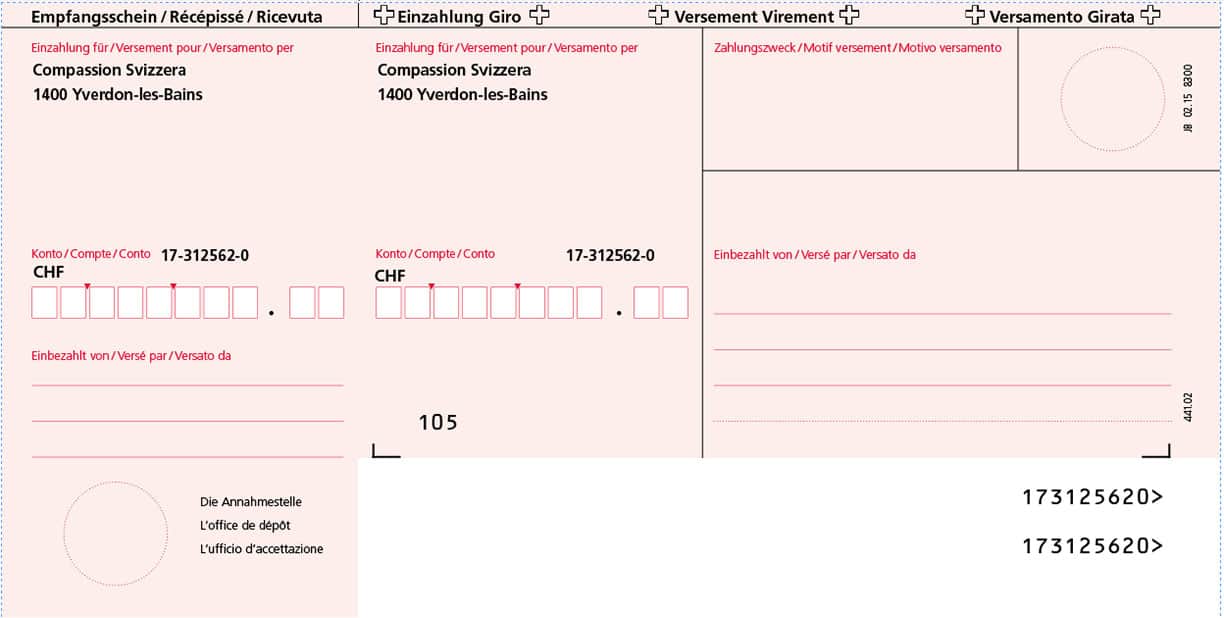 Empfangsschein / Récépissé / Ricevuta
Einzahlung für / Versement pour / Versamento per
Compassion Svizzera
1400 Yverdon-les-Bains
Konto / Compte / Conto 17-312562-0
CHF
.
Einbezahlt von / Versé par / Versato da
Die Annahmestelle
L'office de dépôt
L'ufficio d'accettazione
Einzahlung Giro
Versement Virement
Versamento Girata
Einzahlung für / Versement pour / Versamento per
Compassion Svizzera
1400 Yverdon-les-Bains
Konto / Compte / Conto 17-312562-0
CHF
.
105
Zahlungszweck / Motif versement / Motivo versamento
JB 02.15 8300
Einbezahlt von / Versé par / Versato da
441.02
173125620>
173125620>